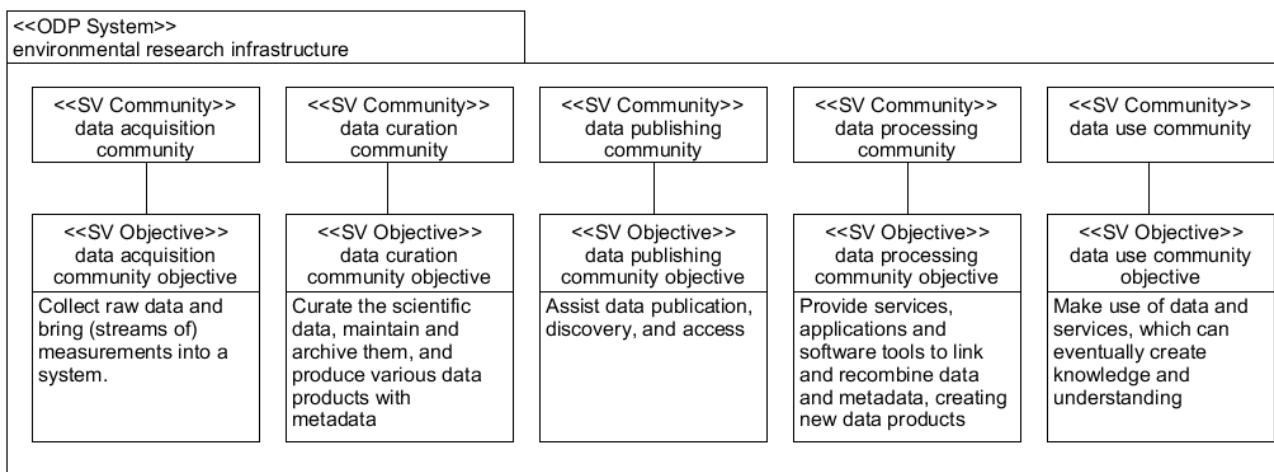 <<ODP System>>
environmental research infrastructure
<<SV Community>>
data acquisition
community
<<SV Community>>
data curation
community
<<SV Community>>
data publishing
community
<<SV Community>>
data processing
community
<<SV Community>>
data use community
<<SV Objective>>
data acquisition
community objective
Collect raw data and
bring (streams of)
measurements into a
system.
<<SV Objective>>
data curation
community objective
Curate the scientific
data, maintain and
archive them, and
produce various data
products with
metadata
<<SV Objective>>
data publishing
community objective
Assist data publication,
discovery, and access
<<SV Objective>>
data processing
community objective
Provide services,
applications and
software tools to link
and recombine data
and metadata, creating
new data products
<<SV Objective>>
data use community
objective
Make use of data and
services, which can
eventually create
knowledge and
understanding